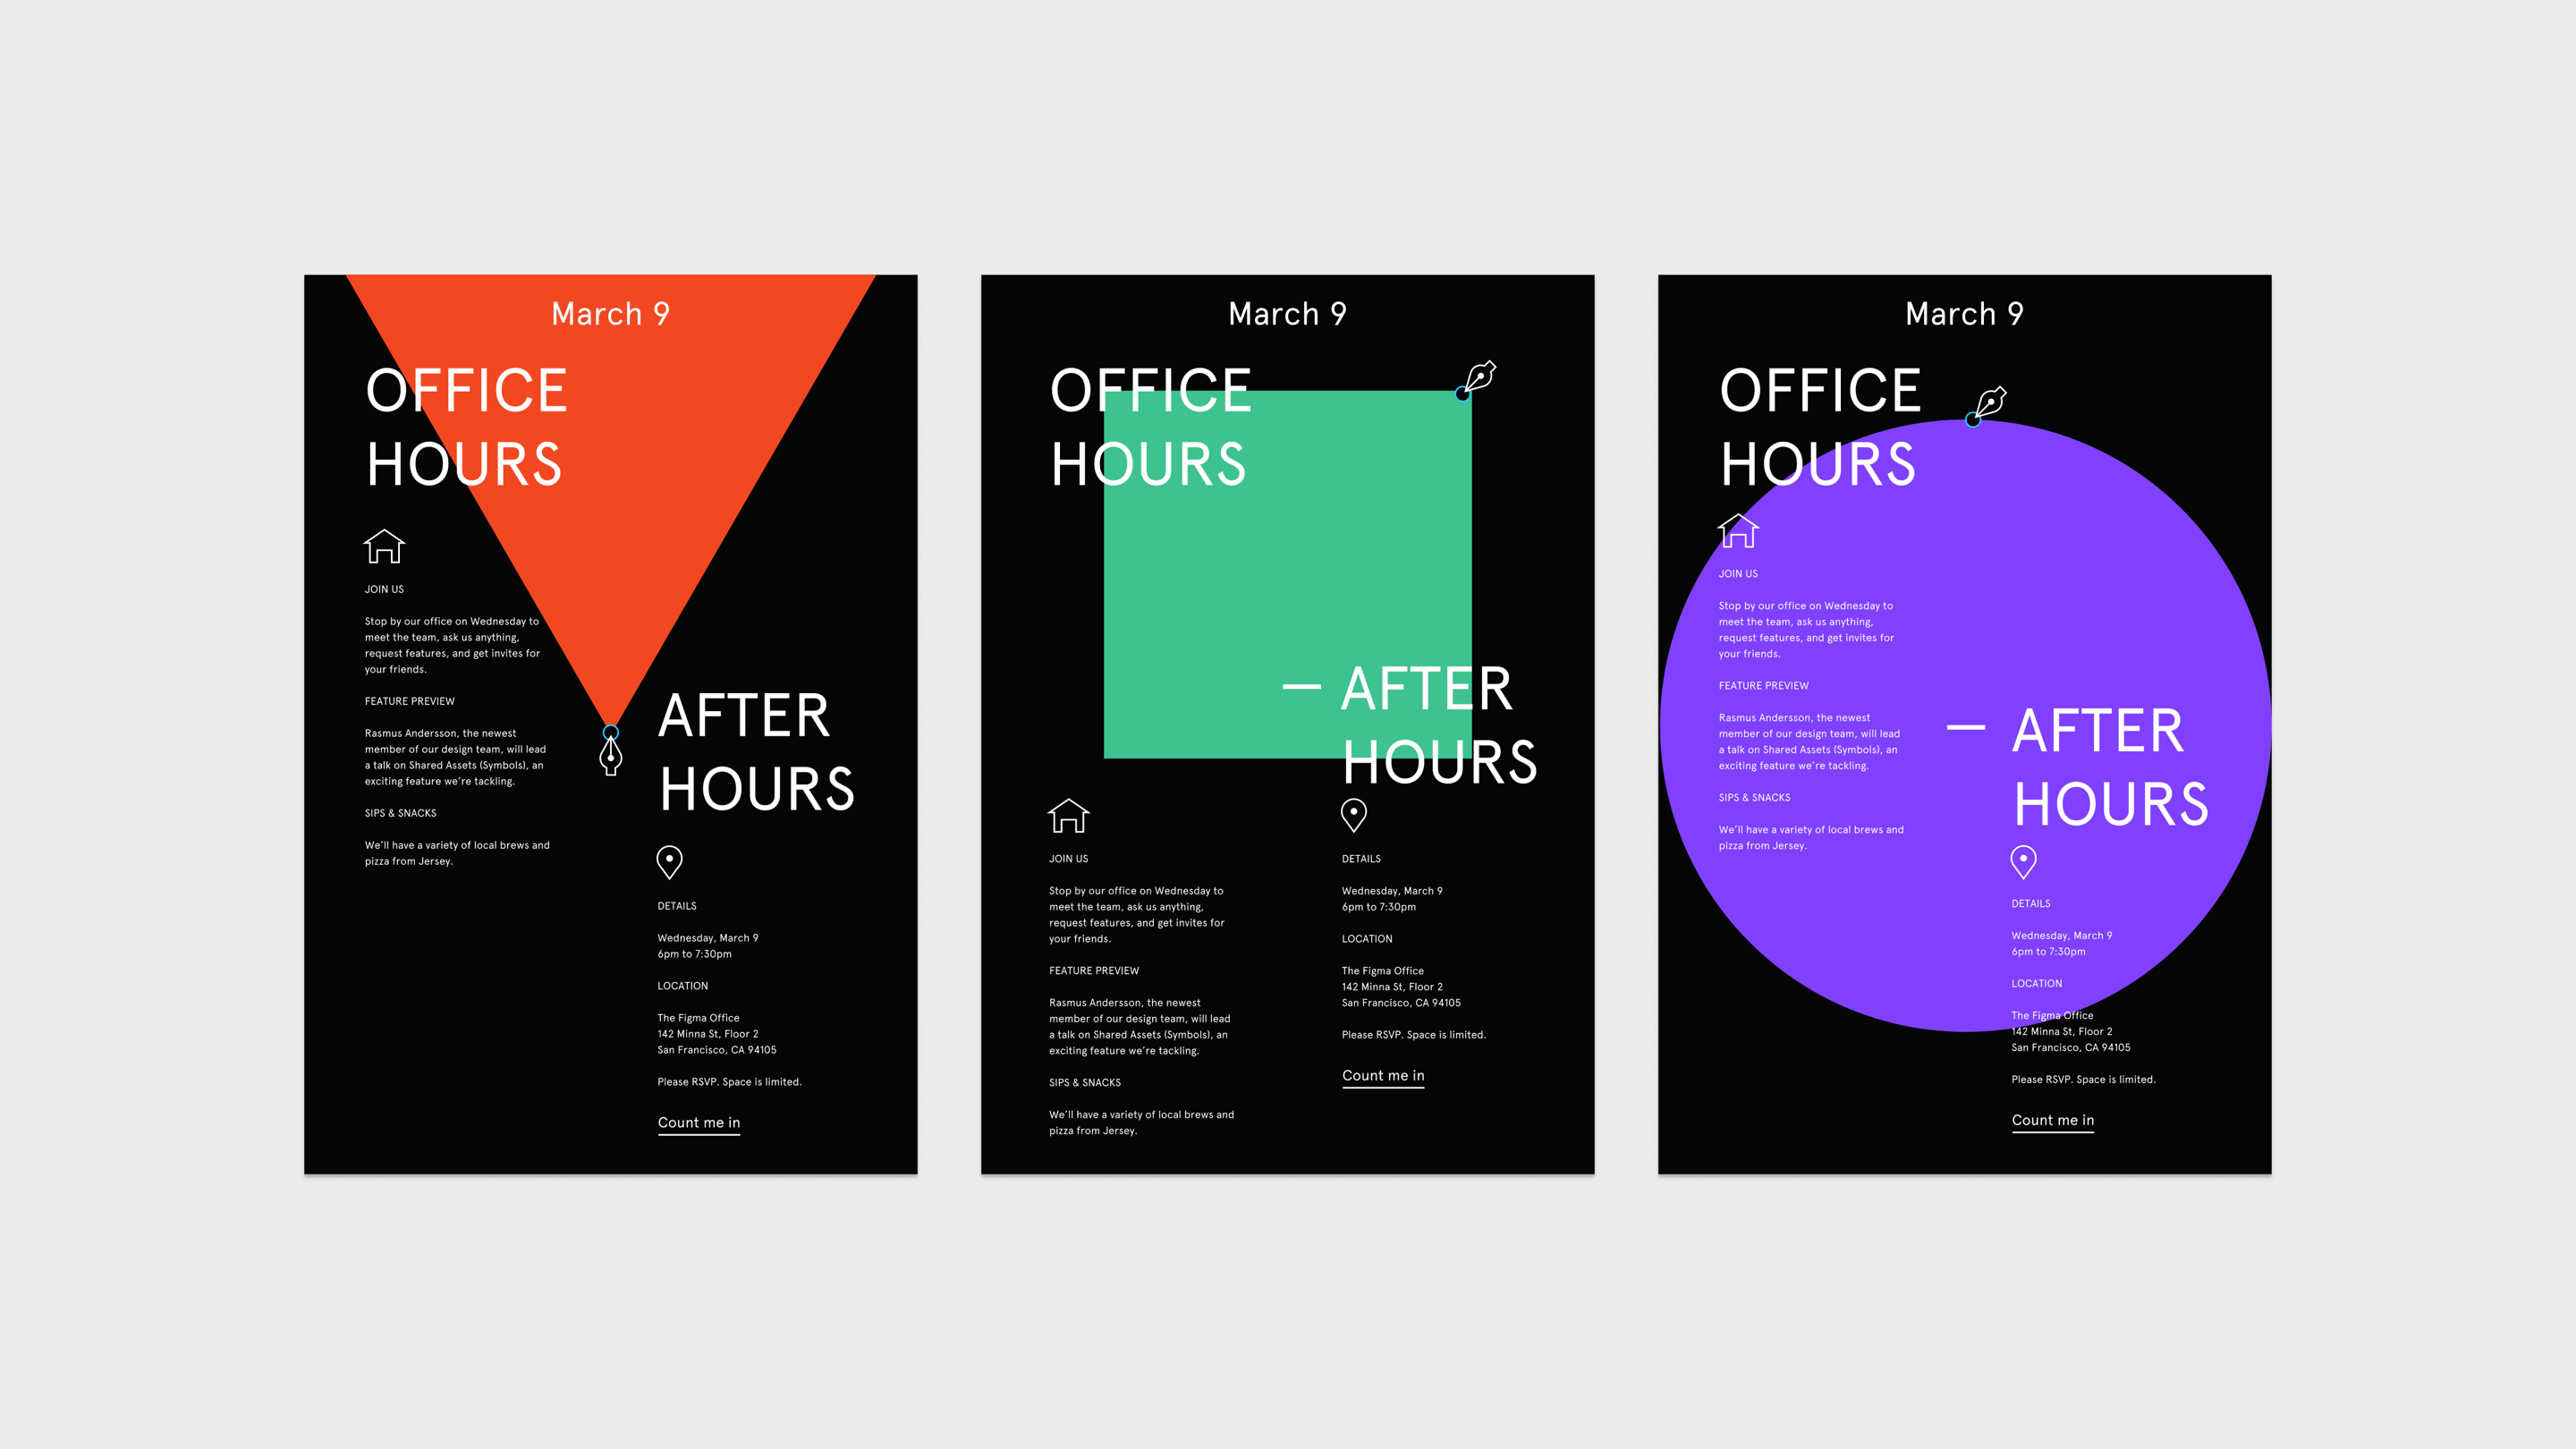 March 9
OFFICE
HOURS
JOIN US
Stop by our office on Wednesday to
meet the team, ask us anything,
request features, and get invites for
your friends.
FEATURE PREVIEW
Rasmus Andersson, the newest
member of our design team, will lead
a talk on Shared Assets (Symbols), an
exciting feature we’re tackling.
SIPS & SNACKS
We’ll have a variety of local brews and
pizza from Jersey.
AFTER
HOURS
DETAILS
Wednesday, March 9
6pm to 7:30pm
LOCATION
The Figma Office
142 Minna St, Floor 2
San Francisco, CA 94105
Please RSVP. Space is limited.
Count me in
March 9
OFFICE
HOURS
— AFTER
HOURS
JOIN US
Stop by our office on Wednesday to
meet the team, ask us anything,
request features, and get invites for
your friends.
FEATURE PREVIEW
Rasmus Andersson, the newest
member of our design team, will lead
a talk on Shared Assets (Symbols), an
exciting feature we’re tackling.
SIPS & SNACKS
We’ll have a variety of local brews and
pizza from Jersey.
DETAILS
Wednesday, March 9
6pm to 7:30pm
LOCATION
The Figma Office
142 Minna St, Floor 2
San Francisco, CA 94105
Please RSVP. Space is limited.
Count me in
March 9
OFFICE
HOURS
JOIN US
Stop by our office on Wednesday to
meet the team, ask us anything,
request features, and get invites for
your friends.
FEATURE PREVIEW
Rasmus Andersson, the newest
member of our design team, will lead
a talk on Shared Assets (Symbols), an
exciting feature we’re tackling.
SIPS & SNACKS
We’ll have a variety of local brews and
pizza from Jersey.
— AFTER
HOURS
DETAILS
Wednesday, March 9
6pm to 7:30pm
LOCATION
The Figma Office
142 Minna St, Floor 2
San Francisco, CA 94105
Please RSVP. Space is limited.
Count me in